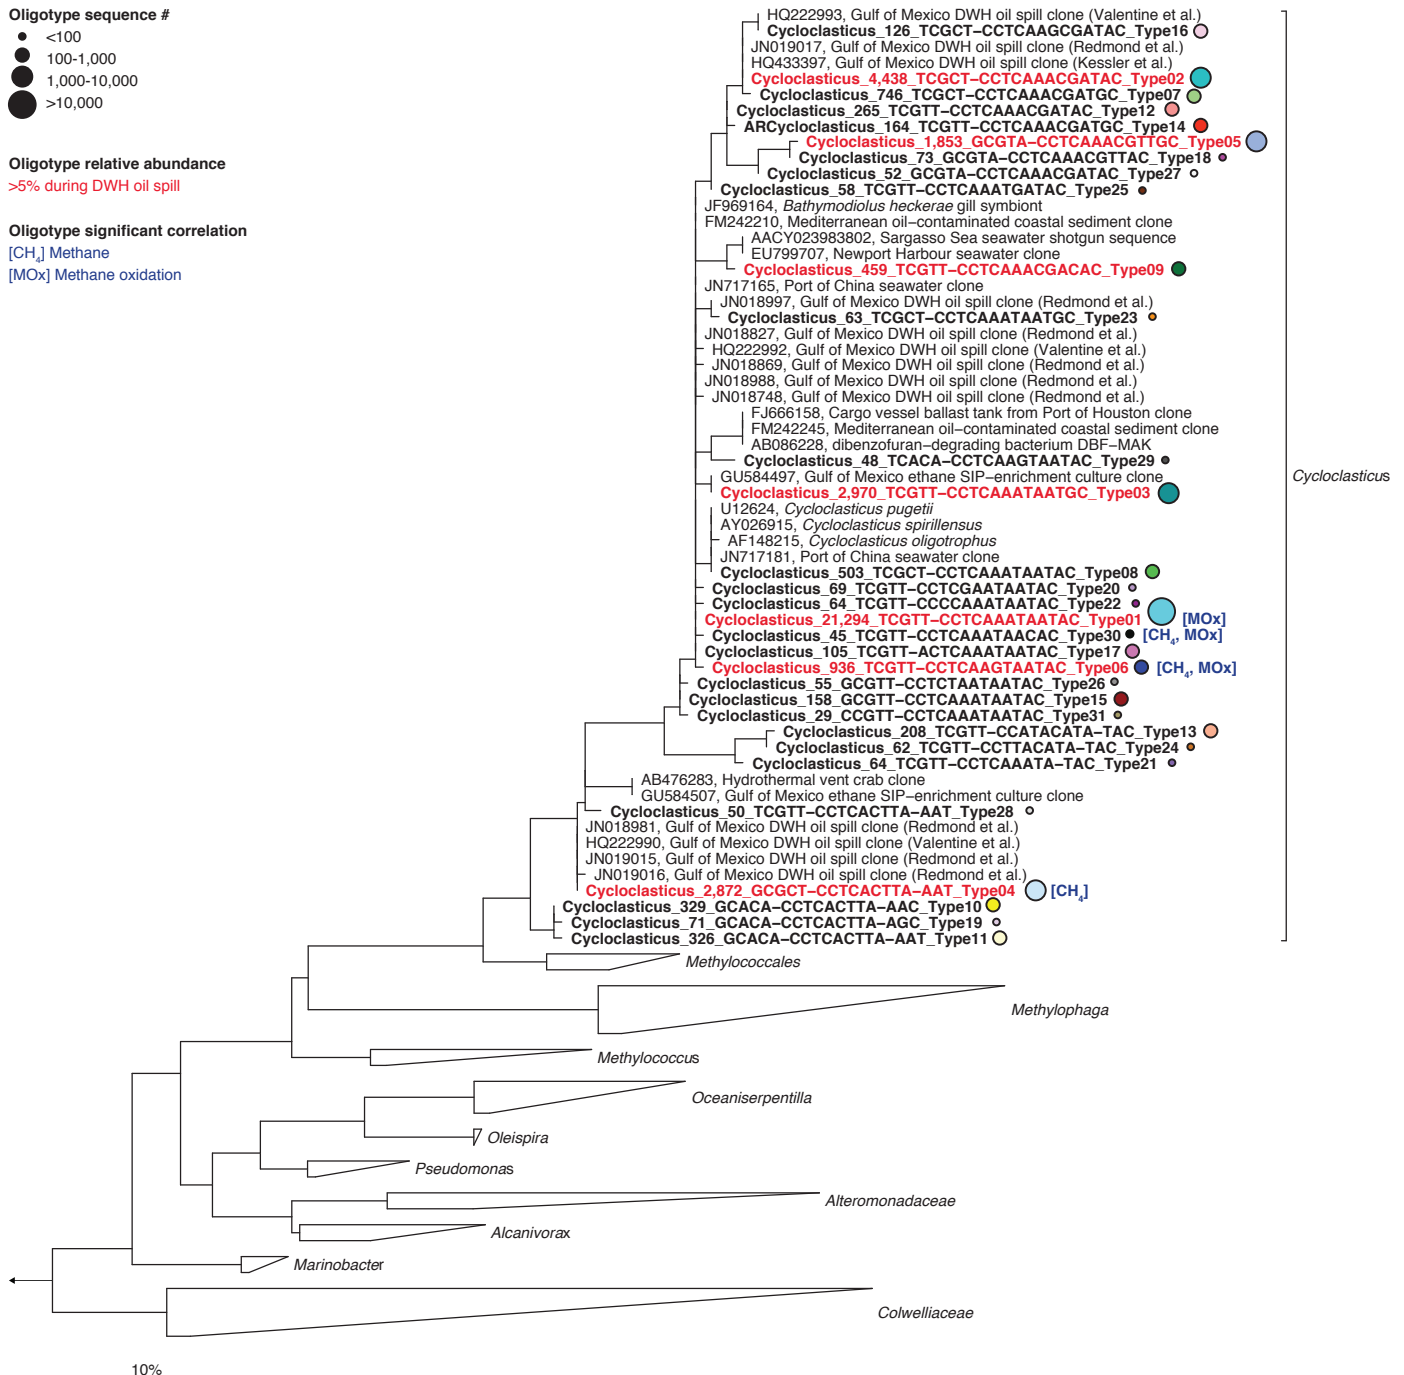 Oligotype sequence #
<100
100-1,000
1,000-10,000
>10,000
Oligotype relative abundance
>5% during DWH oil spill
Oligotype significant correlation
[CH4] Methane
[MOx] Methane oxidation
HQ222993, Gulf of Mexico DWH oil spill clone (Valentine et al.)
Cycloclasticus_126_TCGCT−CCTCAAGCGATAC_Type16
JN019017, Gulf of Mexico DWH oil spill clone (Redmond et al.)
HQ433397, Gulf of Mexico DWH oil spill clone (Kessler et al.)
Cycloclasticus_4,438_TCGCT−CCTCAAACGATAC_Type02
Cycloclasticus_746_TCGCT−CCTCAAACGATGC_Type07
Cycloclasticus_265_TCGTT−CCTCAAACGATAC_Type12
ARCycloclasticus_164_TCGTT−CCTCAAACGATGC_Type14
Cycloclasticus_1,853_GCGTA−CCTCAAACGTTGC_Type05
Cycloclasticus_73_GCGTA−CCTCAAACGTTAC_Type18
Cycloclasticus_52_GCGTA−CCTCAAACGATAC_Type27
Cycloclasticus_58_TCGTT−CCTCAAATGATAC_Type25
JF969164, Bathymodiolus heckerae gill symbiont
FM242210, Mediterranean oil−contaminated coastal sediment clone
AACY023983802, Sargasso Sea seawater shotgun sequence
EU799707, Newport Harbour seawater clone
Cycloclasticus_459_TCGTT−CCTCAAACGACAC_Type09
JN717165, Port of China seawater clone
JN018997, Gulf of Mexico DWH oil spill clone (Redmond et al.)
Cycloclasticus_63_TCGCT−CCTCAAATAATGC_Type23
JN018827, Gulf of Mexico DWH oil spill clone (Redmond et al.)
HQ222992, Gulf of Mexico DWH oil spill clone (Valentine et al.)
JN018869, Gulf of Mexico DWH oil spill clone (Redmond et al.)
JN018988, Gulf of Mexico DWH oil spill clone (Redmond et al.)
JN018748, Gulf of Mexico DWH oil spill clone (Redmond et al.)
FJ666158, Cargo vessel ballast tank from Port of Houston clone
FM242245, Mediterranean oil−contaminated coastal sediment clone
AB086228, dibenzofuran−degrading bacterium DBF−MAK
Cycloclasticus_48_TCACA−CCTCAAGTAATAC_Type29
GU584497, Gulf of Mexico ethane SIP−enrichment culture clone
Cycloclasticus
Cycloclasticus_2,970_TCGTT−CCTCAAATAATGC_Type03
U12624, Cycloclasticus pugetii
AY026915, Cycloclasticus spirillensus
AF148215, Cycloclasticus oligotrophus
JN717181, Port of China seawater clone
Cycloclasticus_503_TCGCT−CCTCAAATAATAC_Type08
Cycloclasticus_69_TCGTT−CCTCGAATAATAC_Type20
Cycloclasticus_64_TCGTT−CCCCAAATAATAC_Type22
Cycloclasticus_21,294_TCGTT−CCTCAAATAATAC_Type01 [MOx]
Cycloclasticus_45_TCGTT−CCTCAAATAACAC_Type30 [CH4, MOx]
Cycloclasticus_105_TCGTT−ACTCAAATAATAC_Type17
Cycloclasticus_936_TCGTT−CCTCAAGTAATAC_Type06 [CH4, MOx]
Cycloclasticus_55_GCGTT−CCTCTAATAATAC_Type26
Cycloclasticus_158_GCGTT−CCTCAAATAATAC_Type15
Cycloclasticus_29_CCGTT−CCTCAAATAATAC_Type31
Cycloclasticus_208_TCGTT−CCATACATA−TAC_Type13
Cycloclasticus_62_TCGTT−CCTTACATA−TAC_Type24
Cycloclasticus_64_TCGTT−CCTCAAATA−TAC_Type21
AB476283, Hydrothermal vent crab clone
GU584507, Gulf of Mexico ethane SIP−enrichment culture clone
Cycloclasticus_50_TCGTT−CCTCACTTA−AAT_Type28
JN018981, Gulf of Mexico DWH oil spill clone (Redmond et al.)
HQ222990, Gulf of Mexico DWH oil spill clone (Valentine et al.)
JN019015, Gulf of Mexico DWH oil spill clone (Redmond et al.)
JN019016, Gulf of Mexico DWH oil spill clone (Redmond et al.)
Cycloclasticus_2,872_GCGCT−CCTCACTTA−AAT_Type04 [CH4]
Cycloclasticus_329_GCACA−CCTCACTTA−AAC_Type10
Cycloclasticus_71_GCACA−CCTCACTTA−AGC_Type19
Cycloclasticus_326_GCACA−CCTCACTTA−AAT_Type11
Methylococcales
Methylophaga
Methylococcus
Oceaniserpentilla
Oleispira
Pseudomonas
Alteromonadaceae
Alcanivorax
Marinobacter
Colwelliaceae
10%